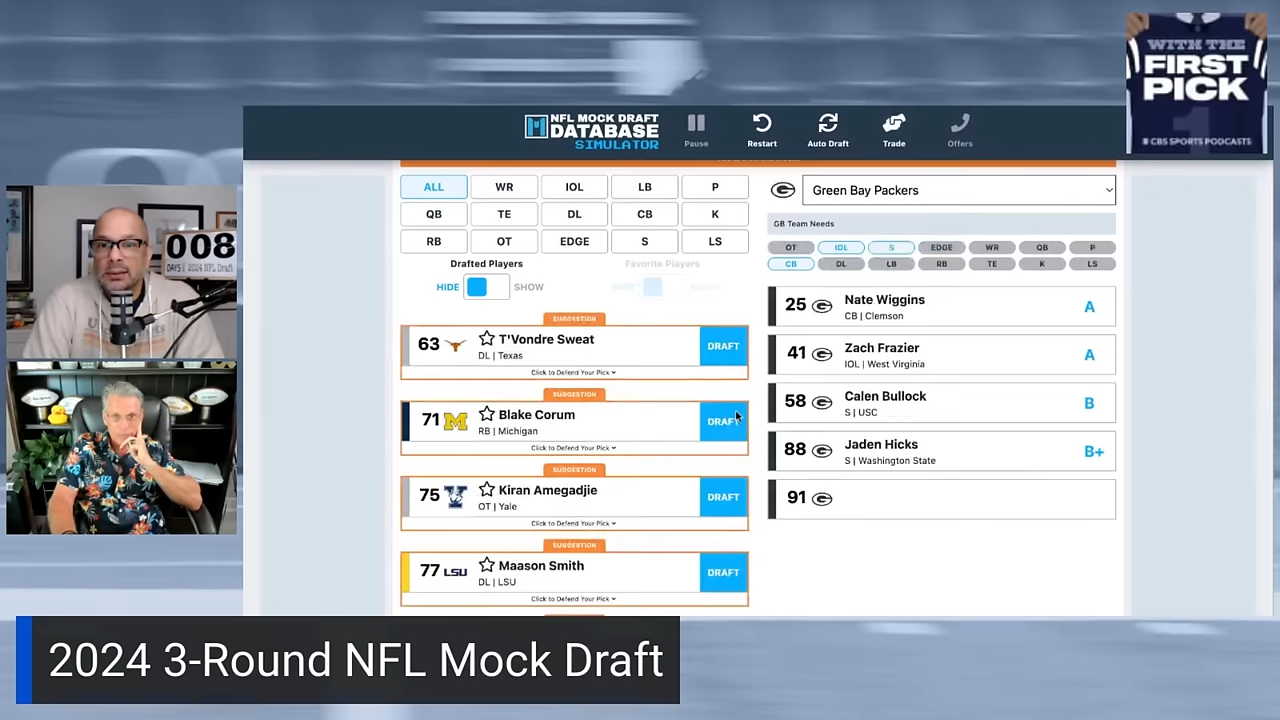 WITH THE
FIRST
PICK
CBS SPORTS PODCASTS
NFL MOCK DRAFT
DATABASE
SIMULATOR
Pause
Restart
Auto Draft
Trade
Offers
ALL
WR
IOL
LB
P
QB
TE
DL
CB
K
RB
OT
EDGE
S
LS
Drafted Players
Favorite Players
HIDE
SHOW
Green Bay Packers
GB Team Needs
OT
IOL
S
EDGE
WR
QB
P
CB
DL
LB
RB
TE
K
LS
SUGGESTION
63
T'Vondre Sweat
DL | Texas
DRAFT
Click to Defend Your Pick
SUGGESTION
71
Blake Corum
RB | Michigan
DRAFT
Click to Defend Your Pick
SUGGESTION
75
Kiran Amegadjie
OT | Yale
DRAFT
Click to Defend Your Pick
SUGGESTION
77
LSU
Maason Smith
DL | LSU
DRAFT
Click to Defend Your Pick
25
Nate Wiggins
CB | Clemson
A
41
Zach Frazier
IOL | West Virginia
A
58
Calen Bullock
S | USC
B
88
Jaden Hicks
S | Washington State
B+
91
008
DAYS 2024 NFL Draft
2024 3-Round NFL Mock Draft